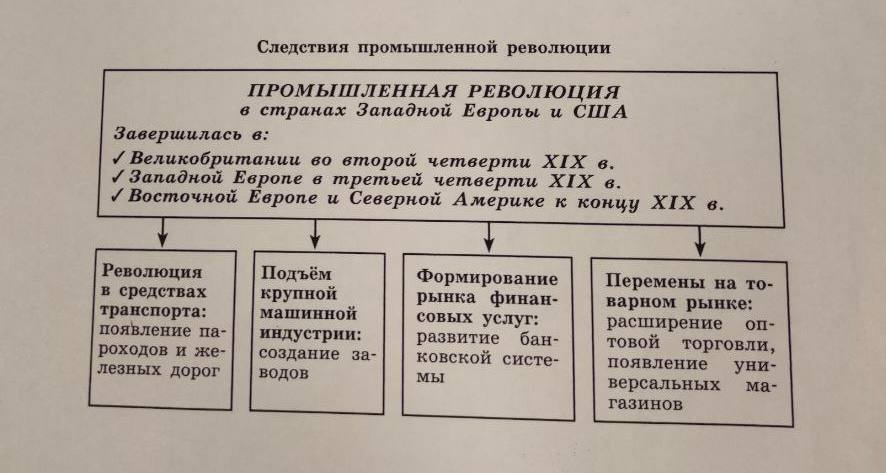 Следствия промышленной революции
ПРОМЫШЛЕННАЯ РЕВОЛЮЦИЯ
в странах Западной Европы и США
Завершилась в:
✓ Великобритании во второй четверти XIX в.
✓ Западной Европе в третьей четверти XIX в.
✓ Восточной Европе и Северной Америке к концу XIX в.
Революция
в средствах
транспорта:
появление па-
роходов и же-
лезных дорог
Подъём
крупной
машинной
индустрии:
создание за-
водов
Формирование
рынка финан-
совых услуг:
развитие бан-
ковской систе-
мы
Перемены на то-
варном рынке:
расширение оп-
товой торговли,
появление уни-
версальных ма-
газинов